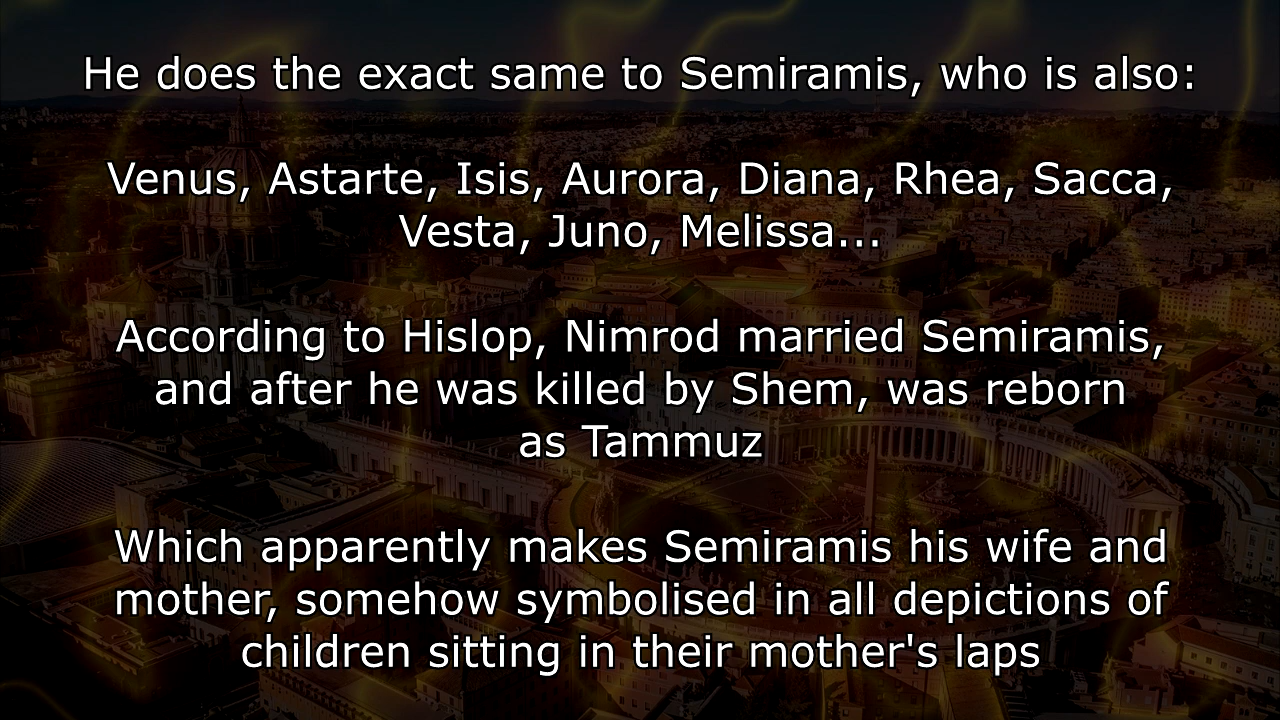 He does the exact same to Semiramis, who is also:
Venus, Astarte, Isis, Aurora, Diana, Rhea, Sacca,
Vesta, Juno, Melissa...
According to Hislop, Nimrod married Semiramis,
and after he was killed by Shem, was reborn
as Tammuz
Which apparently makes Semiramis his wife and
mother, somehow symbolised in all depictions of
children sitting in their mother's laps